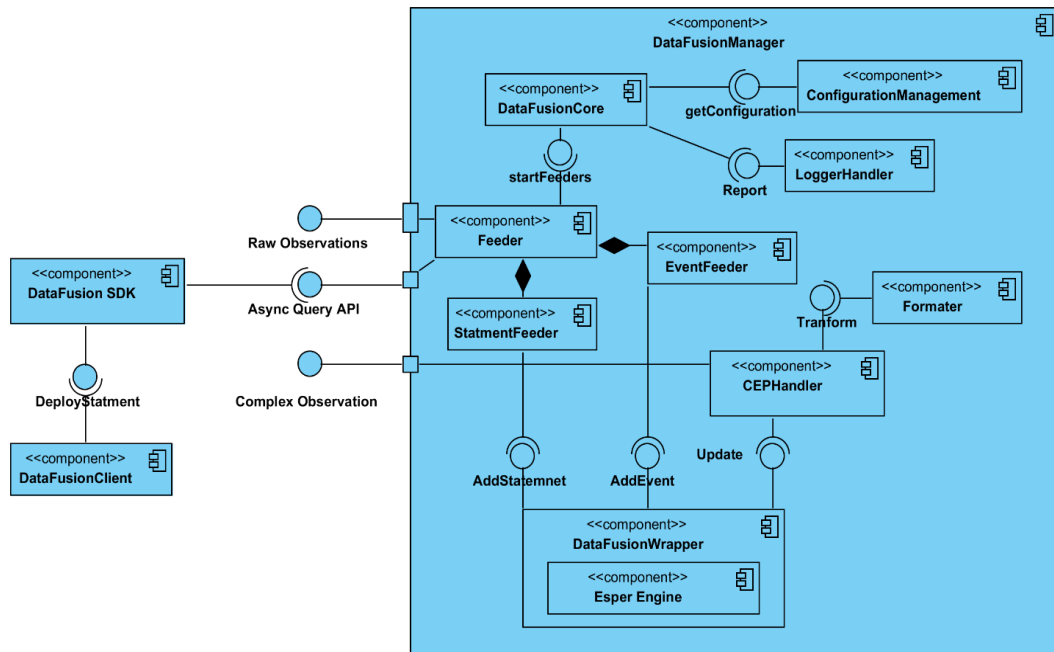 <<component>>
DataFusionManager
<<component>>
DataFusionCore
<<component>>
ConfigurationManagement
getConfiguration
<<component>>
LoggerHandler
Report
startFeeders
<<component>>
Feeder
Raw Observations
<<component>>
EventFeeder
<<component>>
DataFusion SDK
Async Query API
<<component>>
StatmentFeeder
<<component>>
Formater
Tranform
<<component>>
CEPHandler
DeployStatment
Complex Observation
<<component>>
DataFusionClient
AddStatemnet
AddEvent
Update
<<component>>
DataFusionWrapper
<<component>>
Esper Engine